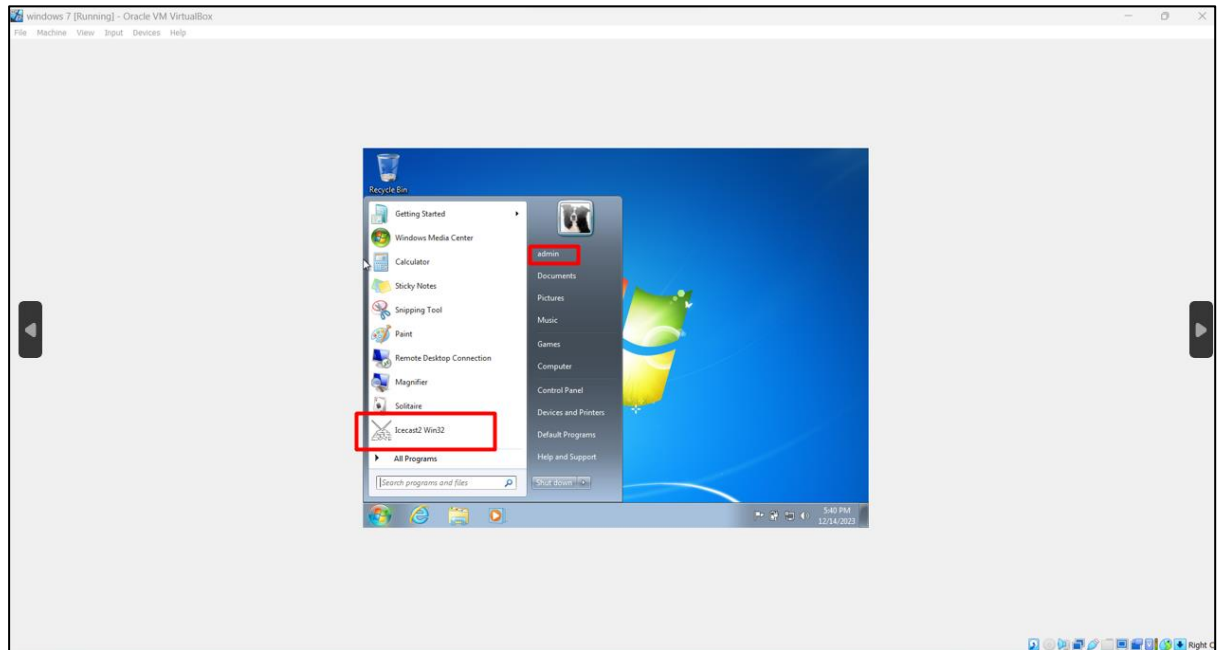 windows 7 [Running] - Oracle VM VirtualBox
File Machine View Input Devices Help
Recycle Bin
Getting Started
Windows Media Center
Calculator
Sticky Notes
Snipping Tool
Paint
Remote Desktop Connection
Magnifier
Solitaire
Icecast2 Win32
All Programs
Search programs and files
admin
Documents
Pictures
Music
Games
Computer
Control Panel
Devices and Printers
Default Programs
Help and Support
Shut down
5:40 PM
12/14/2023
Right C